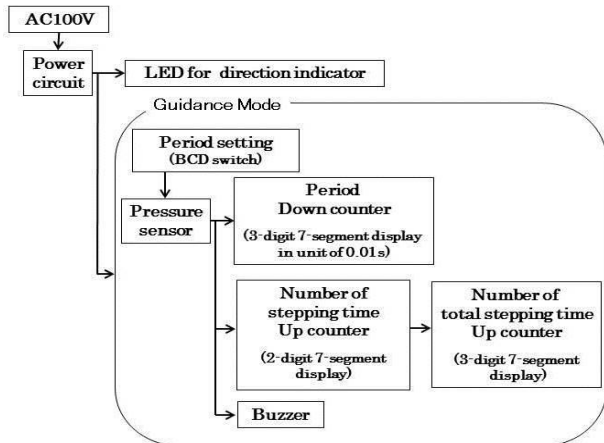 AC100V
Power
circuit
LED for direction indicator
Guidance Mode
Period setting
(BCD switch)
Pressure
sensor
Period
Down counter
(3-digit 7-segment display
in unit of 0.01s)
Number of
stepping time
Up counter
(2-digit 7-segment
display)
Number of
total stepping time
Up counter
(3-digit 7-segment
display)
Buzzer